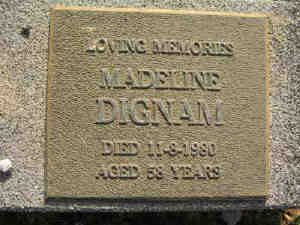 LOVING MEMORIES
MADELINE
DIGNAM
DIED 11-8-1980
AGED 58 YEARS